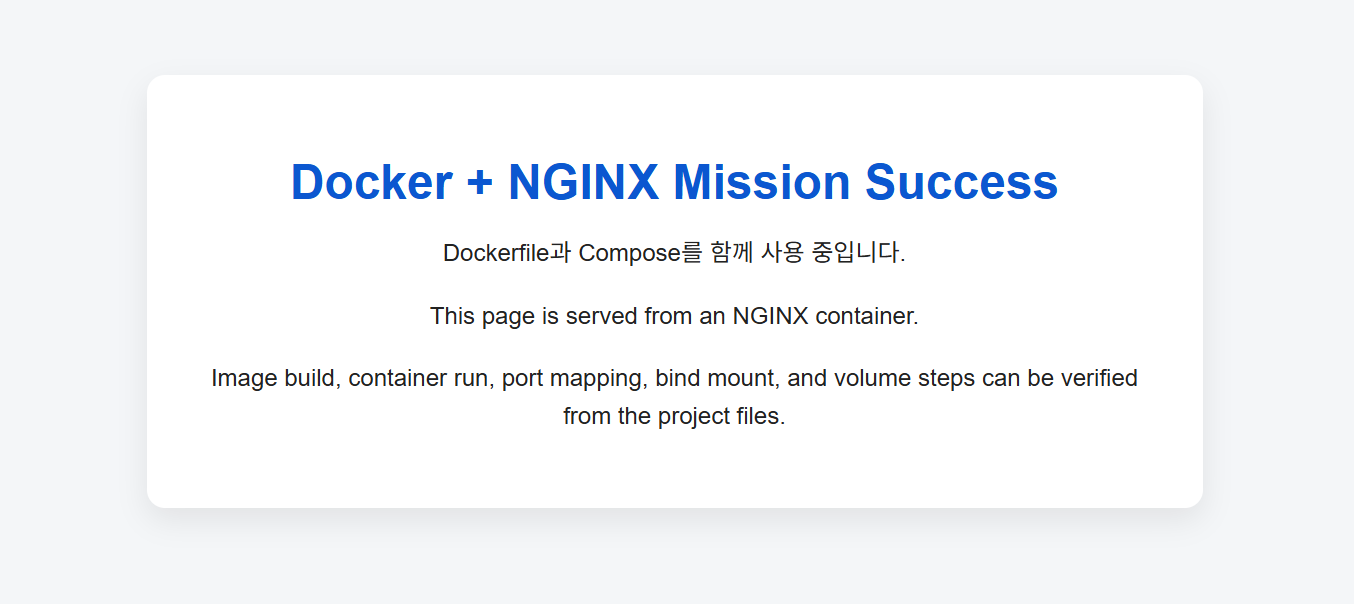 Docker + NGINX Mission Success
Dockerfile과 Compose를 함께 사용 중입니다.
This page is served from an NGINX container.
Image build, container run, port mapping, bind mount, and volume steps can be verified
from the project files.